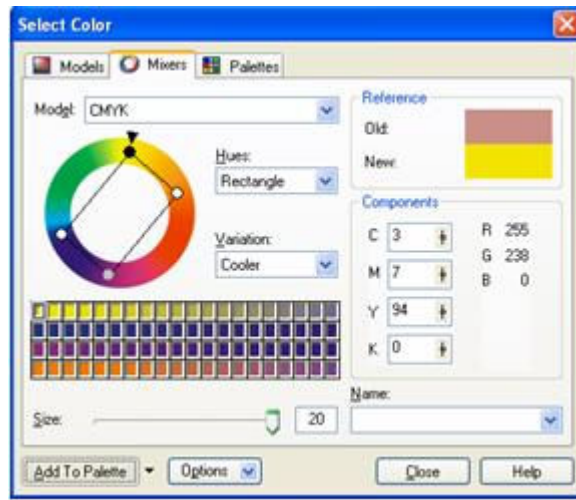 Select Color
Models Mixers Palettes
Model: CMYK
Reference
Old:
New:
Hues:
Rectangle
Components
C 3 R 255
G 238
M 7 B 0
Variation:
Cooler
Y 94
K 0
Name:
Size: 20
Add To Palette Options Close Help